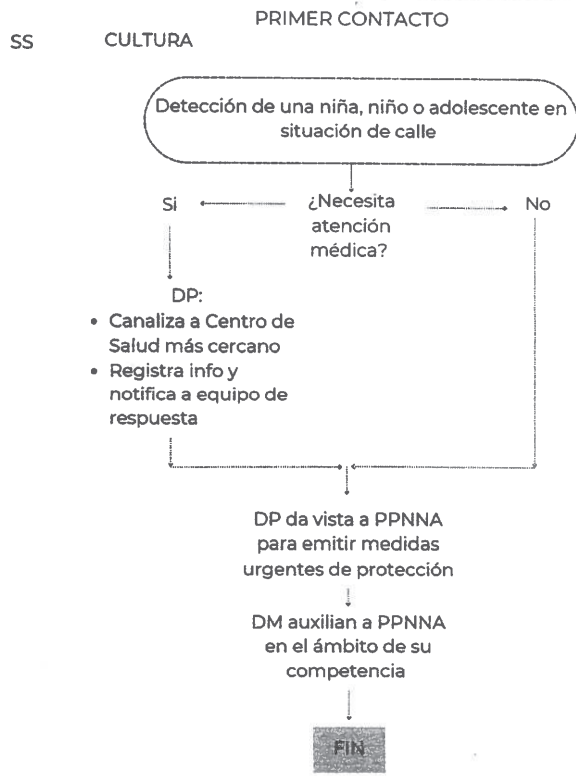 PRIMER CONTACTO
SS CULTURA
Detección de una niña, niño o adolescente en
situación de calle
Si ¿Necesita No
atención
médica?
DP:
• Canaliza a Centro de
Salud más cercano
• Registra info y
notifica a equipo de
respuesta
DP da vista a PPNNA
para emitir medidas
urgentes de protección
DM auxilian a PPNNA
en el ámbito de su
competencia
FIN